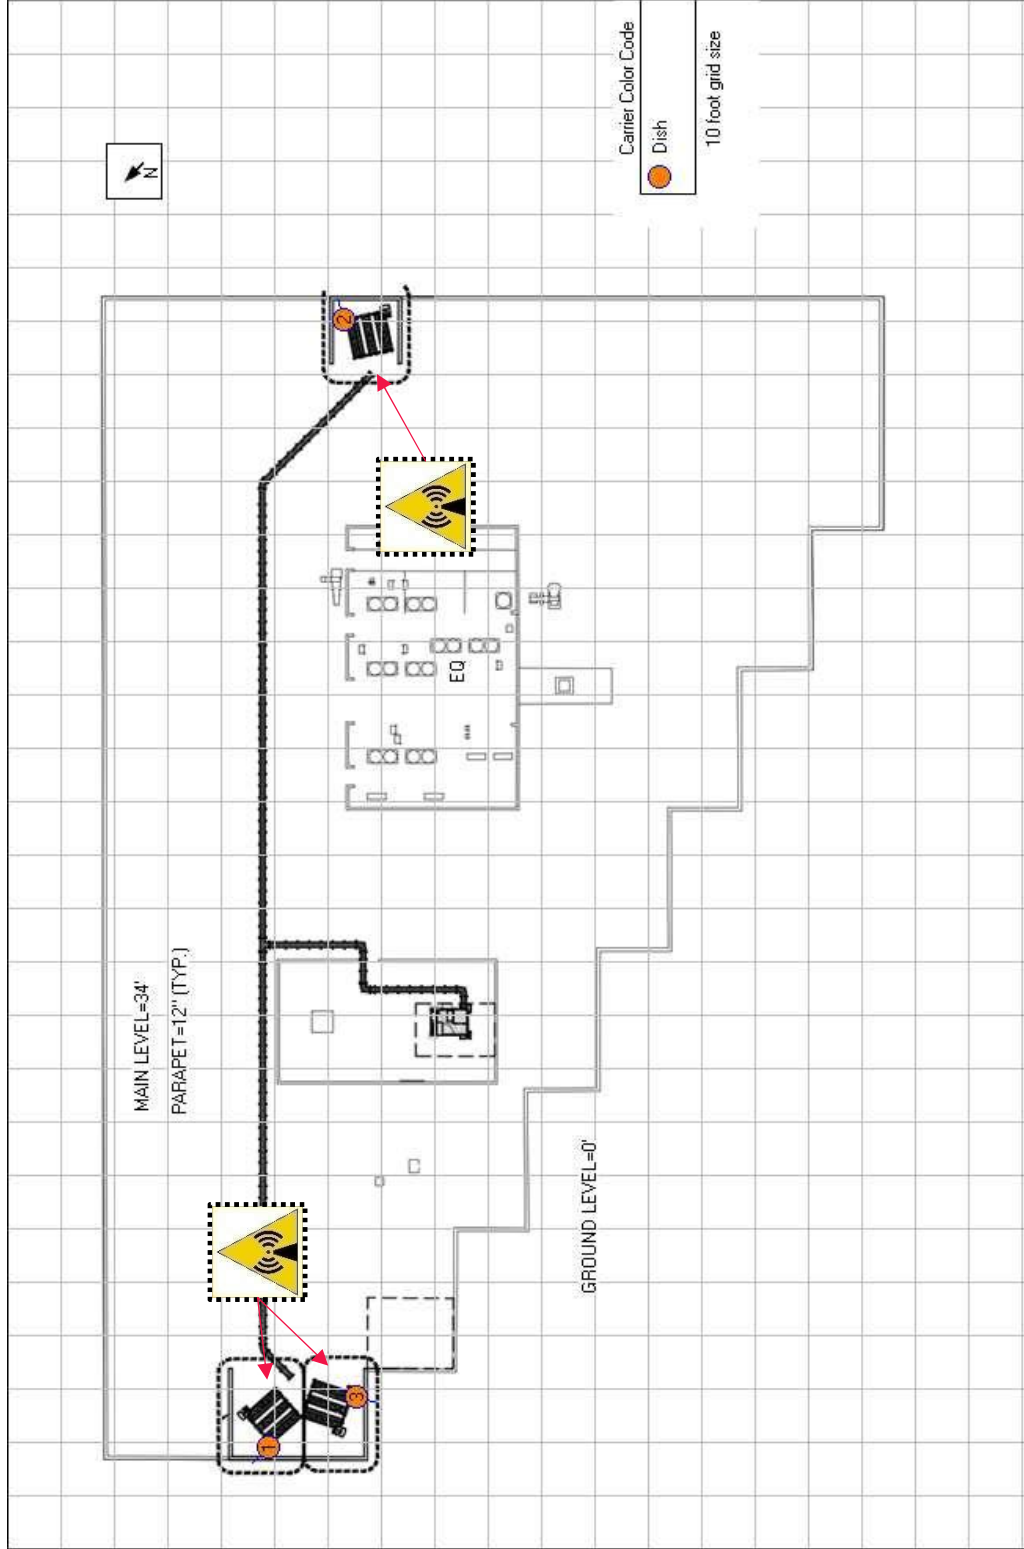 N
Carrier Color Code
Dish
10 foot grid size
2
EQ
MAIN LEVEL=34'
PARAPET=12" (TYP.)
GROUND LEVEL=0'
1
3